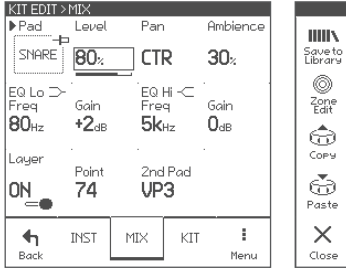 KIT EDIT>MIX
Pad Level Pan Ambience
SNARE 80% CTR 30%
EQ Lo EQ Hi
Freq Gain Freq Gain
80Hz +2dB 5kHz 0dB
Layer
Point 2nd Pad
ON 74 VP3
INST MIX KIT
Back Menu
Save to
Library
Zone
Edit
Copy
Paste
Close